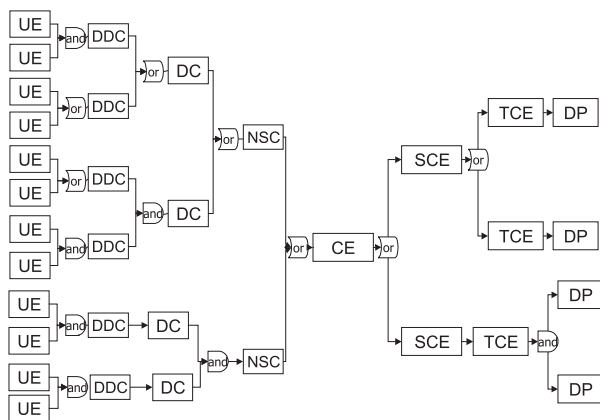 UE
and
DDC
UE
or
DC
UE
or
DDC
UE
or
NSC
UE
or
DDC
UE
and
DC
UE
and
DDC
UE
UE
and
DDC
DC
UE
and
NSC
UE
and
DDC
DC
UE
or
CE
or
SCE
or
TCE
DP
TCE
DP
SCE
TCE
and
DP
DP